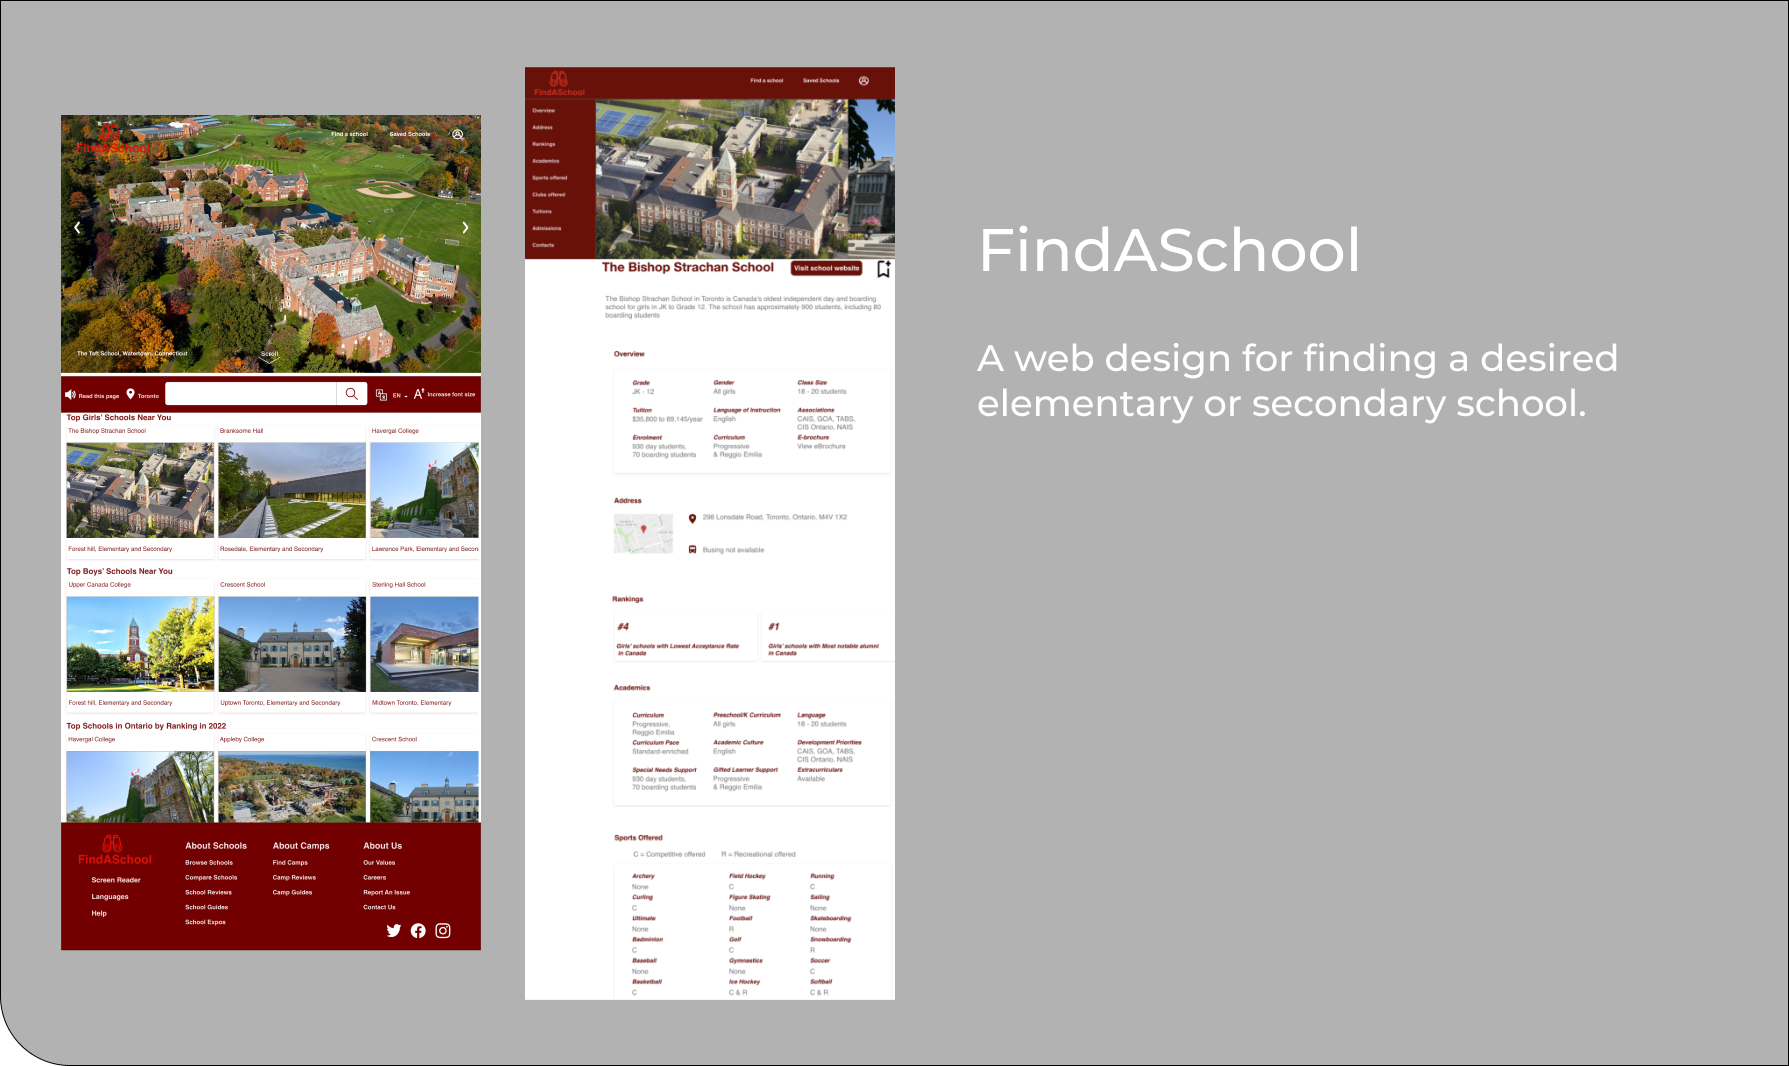 FindASchool
Find a school
Saved Schools
The Taft School, Watertown, Connecticut
Scroll
Read this page
Toronto
EN
Increase font size
Top Girls' Schools Near You
The Bishop Strachan School
Branksome Hall
Havergal College
Forest hill, Elementary and Secondary
Rosedale, Elementary and Secondary
Lawrence Park, Elementary and Secon
Top Boys' Schools Near You
Upper Canada College
Crescent School
Sterling Hall School
Forest hill, Elementary and Secondary
Uptown Toronto, Elementary and Secondary
Midtown Toronto, Elementary
Top Schools in Ontario by Ranking in 2022
Havergal College
Appleby College
Crescent School
FindASchool
Screen Reader
Languages
Help
About Schools
Browse Schools
Compare Schools
School Reviews
School Guides
School Expos
About Camps
Find Camps
Camp Reviews
Camp Guides
About Us
Our Values
Careers
Report An Issue
Contact Us
FindASchool
Find a school
Saved Schools
Overview
Address
Rankings
Academics
Sports offered
Clubs offered
Tuitions
Admissions
Contacts
The Bishop Strachan School
Visit school website
The Bishop Strachan School in Toronto is Canada's oldest independent day and boarding
school for girls in JK to Grade 12. The school has approximately 900 students, including 80
boarding students
Overview
Grade
JK - 12
Gender
All girls
Class Size
18 - 20 students
Tuition
$35,800 to 69,145/year
Language of Instruction
English
Associations
CAIS, GOA, TABS,
CIS Ontario, NAIS
Enrolment
930 day students,
70 boarding students
Curriculum
Progressive
& Reggio Emilia
E-brochure
View eBrochure
Address
298 Lonsdale Road, Toronto, Ontario, M4V 1X2
Busing not available
Rankings
#4
Girls' schools with Lowest Acceptance Rate
in Canada
#1
Girls' schools with Most notable alumni
in Canada
Academics
Curriculum
Progressive,
Reggio Emilia
Preschool/K Curriculum
All girls
Language
18 - 20 students
Curriculum Pace
Standard-enriched
Academic Culture
English
Development Priorities
CAIS, GOA, TABS,
CIS Ontario, NAIS
Special Needs Support
930 day students,
70 boarding students
Gifted Learner Support
Progressive
& Reggio Emilia
Extracurriculars
Available
Sports Offered
C = Competitive offered
R = Recreational offered
Archery
Field Hockey
Running
None
C
C
Curling
Figure Skating
Sailing
C
None
None
Ultimate
Football
Skateboarding
None
R
None
Badminton
Golf
Snowboarding
C
C
R
Baseball
Gymnastics
Soccer
None
None
C
Basketball
Ice Hockey
Softball
C
C & R
C & R
FindASchool
A web design for finding a desired
elementary or secondary school.